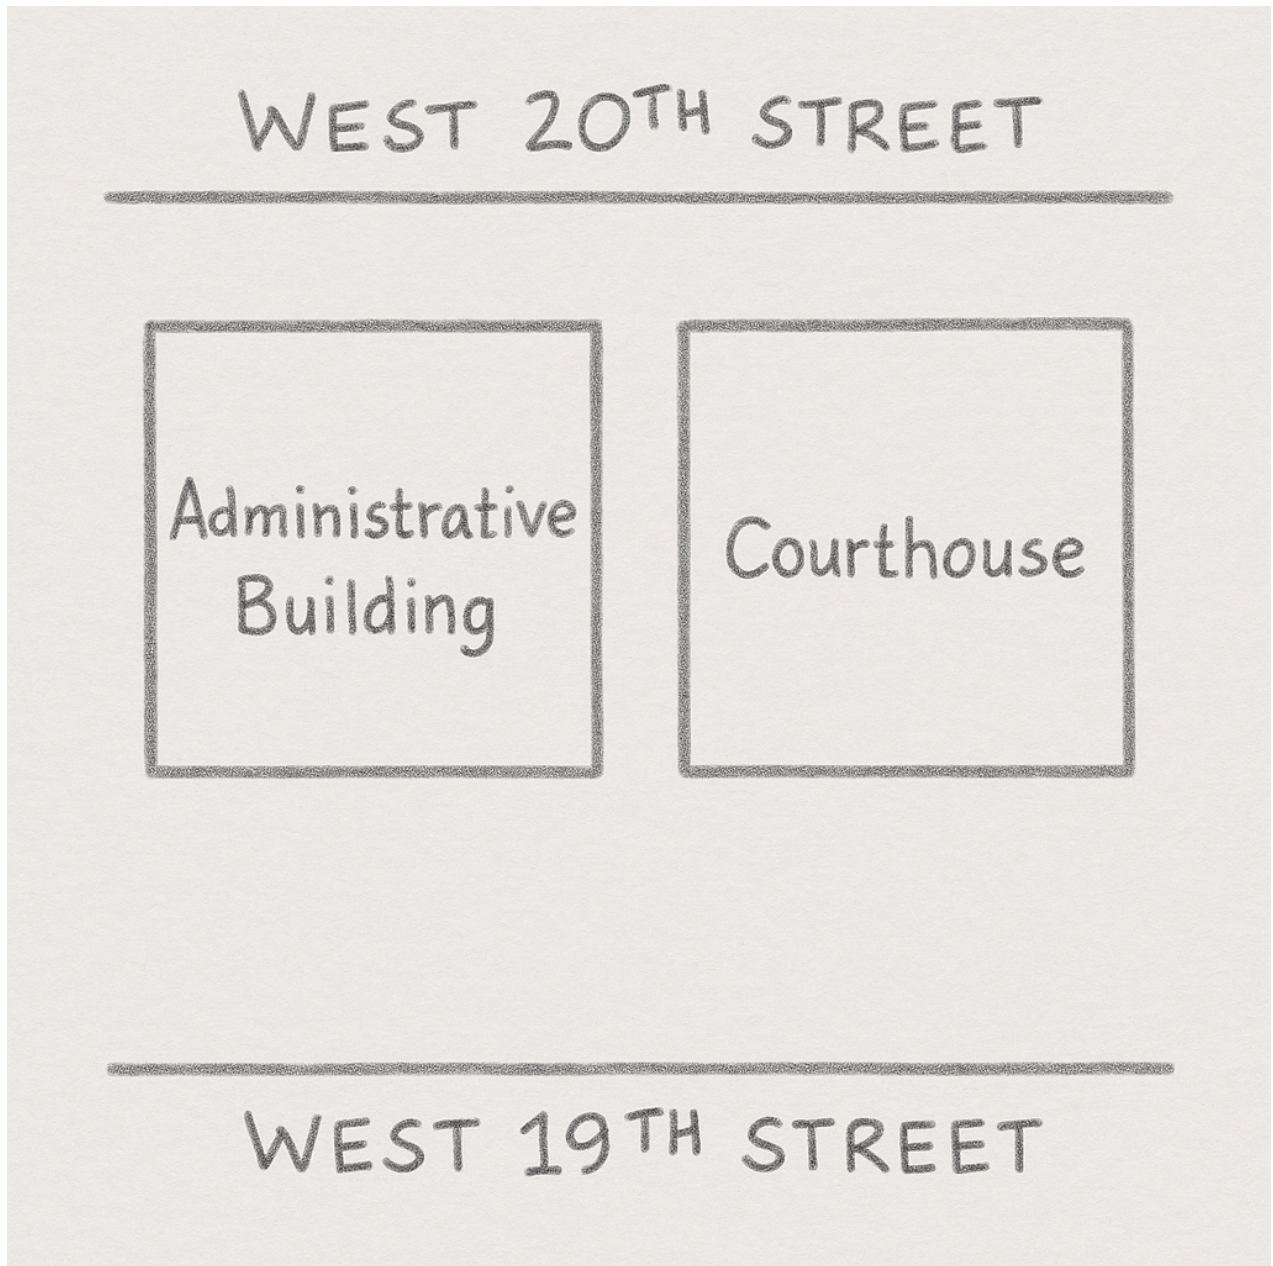 WEST 20TH STREET
Administrative
Building
Courthouse
WEST 19TH STREET